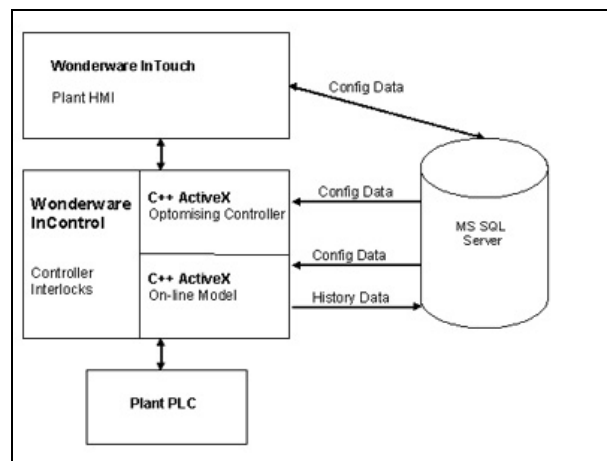 Wonderware InTouch
Plant HMI
Config Data
Wonderware
InControl
Controller
Interlocks
C++ ActiveX
Optomising Controller
C++ ActiveX
On-line Model
Config Data
Config Data
History Data
MS SQL
Server
Plant PLC